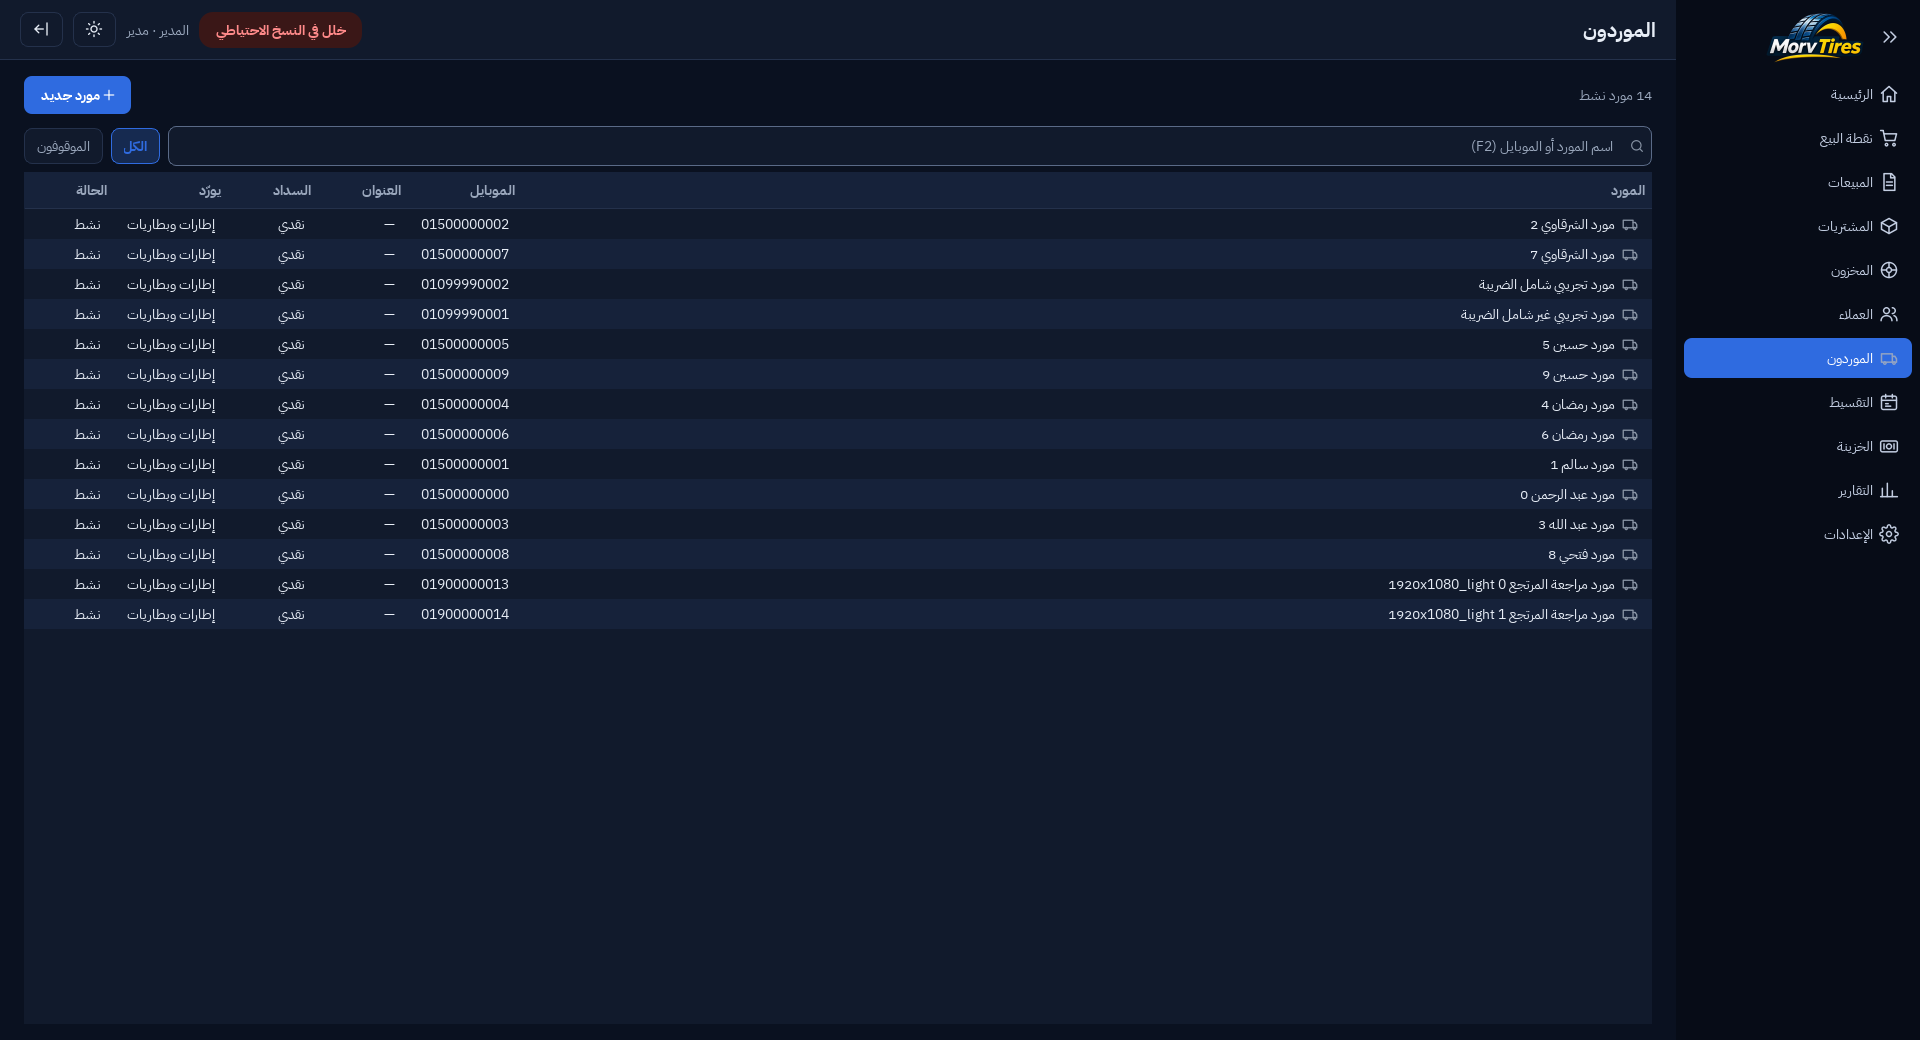 Morv Tires
الرئيسية
نقطة البيع
المبيعات
المشتريات
المخزون
العملاء
الموردون
التقسيط
الخزينة
التقارير
الإعدادات
الموردون
خلل في النسخ الاحتياطي
المدير · مدير
14 مورد نشط
+ مورد جديد
اسم المورد أو الموبايل (F2)
الكل
الموقوفون
المورد الموبايل العنوان السداد يورّد الحالة
مورد الشرقاوي 2 01500000002 — نقدي إطارات وبطاريات نشط
مورد الشرقاوي 7 01500000007 — نقدي إطارات وبطاريات نشط
مورد تجريبي شامل الضريبة 01099990002 — نقدي إطارات وبطاريات نشط
مورد تجريبي غير شامل الضريبة 01099990001 — نقدي إطارات وبطاريات نشط
مورد حسين 5 01500000005 — نقدي إطارات وبطاريات نشط
مورد حسين 9 01500000009 — نقدي إطارات وبطاريات نشط
مورد رمضان 4 01500000004 — نقدي إطارات وبطاريات نشط
مورد رمضان 6 01500000006 — نقدي إطارات وبطاريات نشط
مورد سالم 1 01500000001 — نقدي إطارات وبطاريات نشط
مورد عبد الرحمن 0 01500000000 — نقدي إطارات وبطاريات نشط
مورد عبد الله 3 01500000003 — نقدي إطارات وبطاريات نشط
مورد فتحي 8 01500000008 — نقدي إطارات وبطاريات نشط
مورد مراجعة المرتجع 1920x1080_light 0 01900000013 — نقدي إطارات وبطاريات نشط
مورد مراجعة المرتجع 1920x1080_light 1 01900000014 — نقدي إطارات وبطاريات نشط